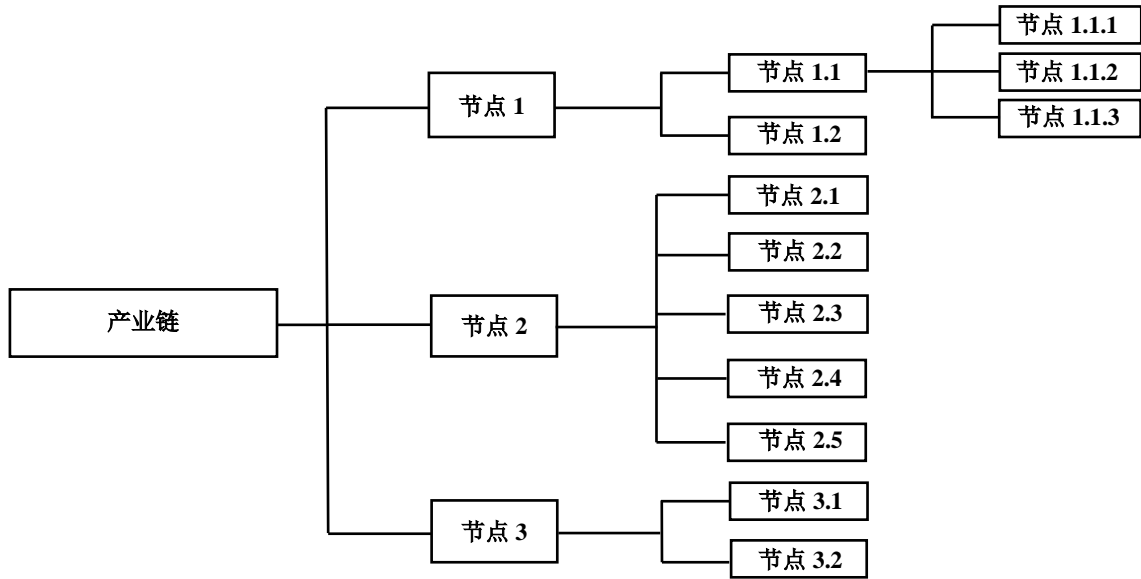 节点 1.1.1
节点 1.1
节点 1.1.2
节点 1
节点 1.1.3
节点 1.2
节点 2.1
节点 2.2
产业链
节点 2
节点 2.3
节点 2.4
节点 2.5
节点 3.1
节点 3
节点 3.2